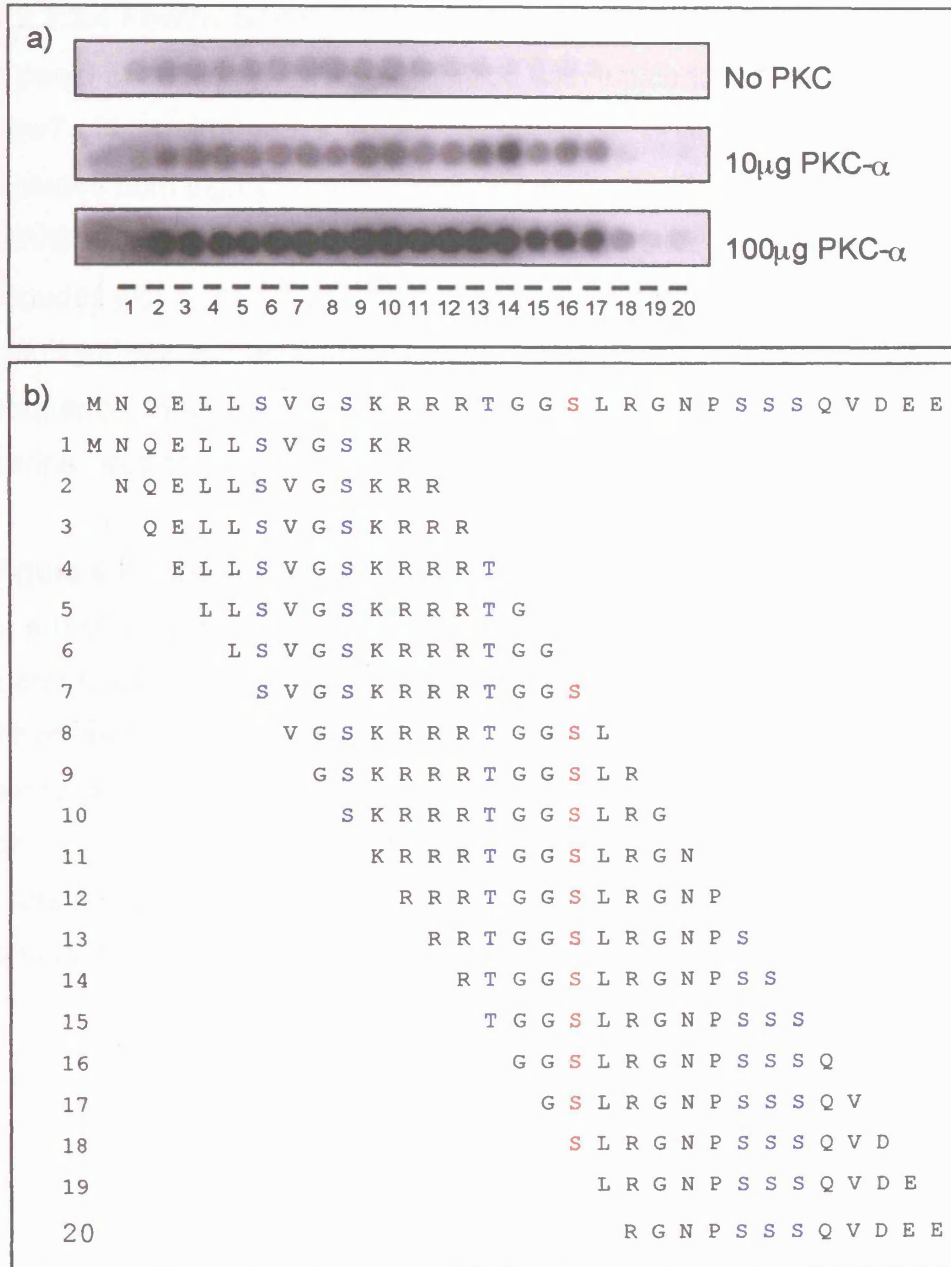 a)
No PKC
10μg PKC-α
100μg PKC-α
1 2 3 4 5 6 7 8 9 10 11 12 13 14 15 16 17 18 19 20
b)
M N Q E L L S V G S K R R R T G G S L R G N P S S S Q V D E E
1 M N Q E L L S V G S K R
2 N Q E L L S V G S K R R
3 Q E L L S V G S K R R R
4 E L L S V G S K R R R T
5 L L S V G S K R R R T G
6 L S V G S K R R R T G G
7 S V G S K R R R T G G S
8 V G S K R R R T G G S L
9 G S K R R R T G G S L R
10 S K R R R T G G S L R G
11 K R R R T G G S L R G N
12 R R R T G G S L R G N P
13 R R T G G S L R G N P S
14 R T G G S L R G N P S S
15 T G G S L R G N P S S S
16 G G S L R G N P S S S Q
17 G S L R G N P S S S Q V
18 S L R G N P S S S Q V D
19 L R G N P S S S Q V D E
20 R G N P S S S Q V D E E